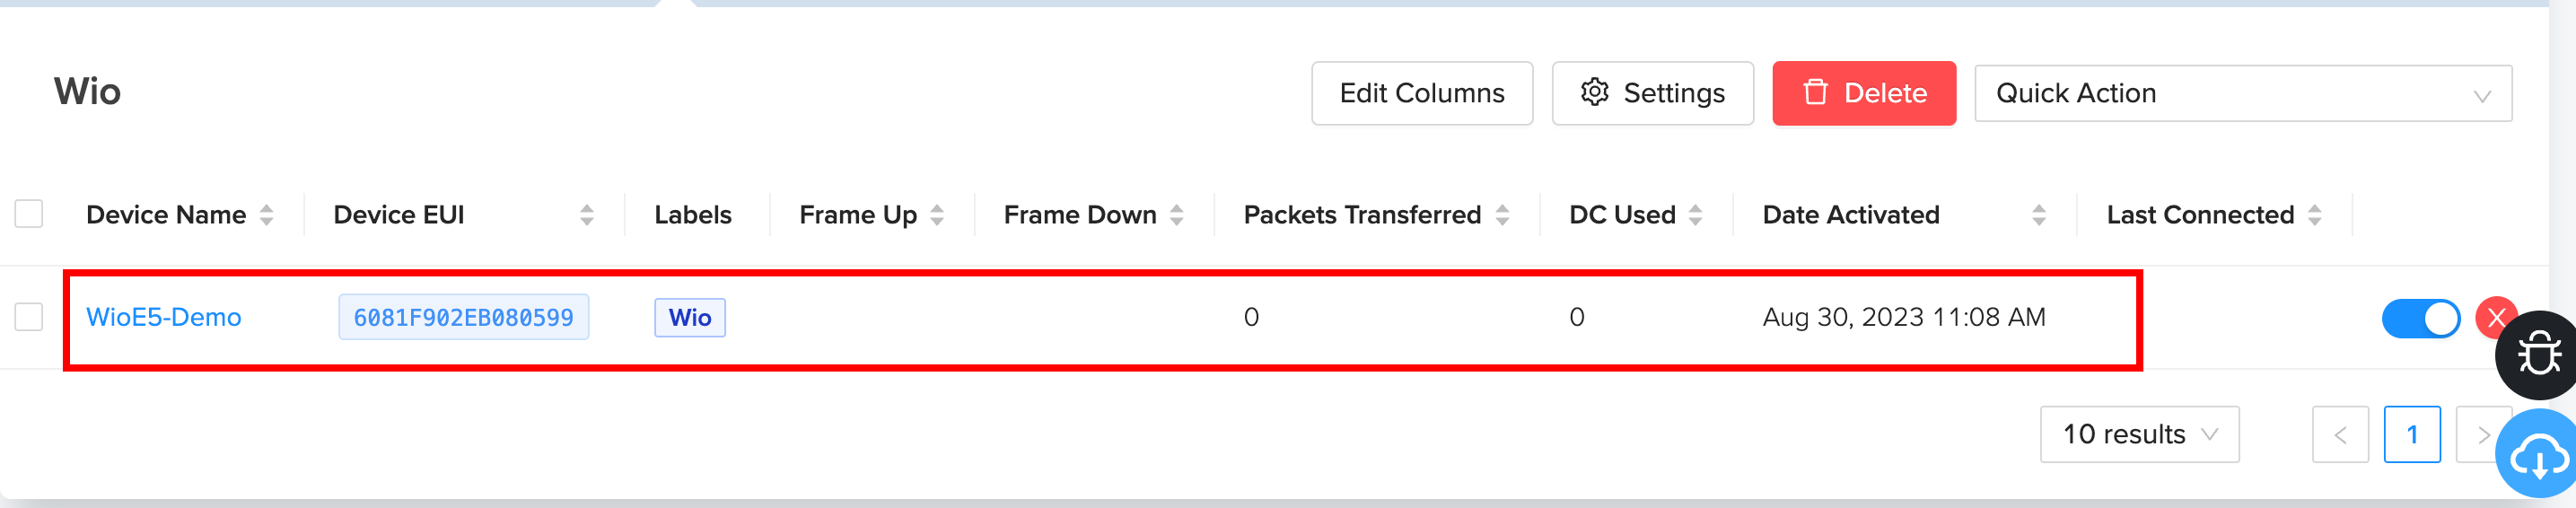 Wio
Edit Columns Settings Delete Quick Action
Device Name Device EUI Labels Frame Up Frame Down Packets Transferred DC Used Date Activated Last Connected
WioE5-Demo 6081F902EB080599 Wio 0 0 Aug 30, 2023 11:08 AM
10 results < 1 >